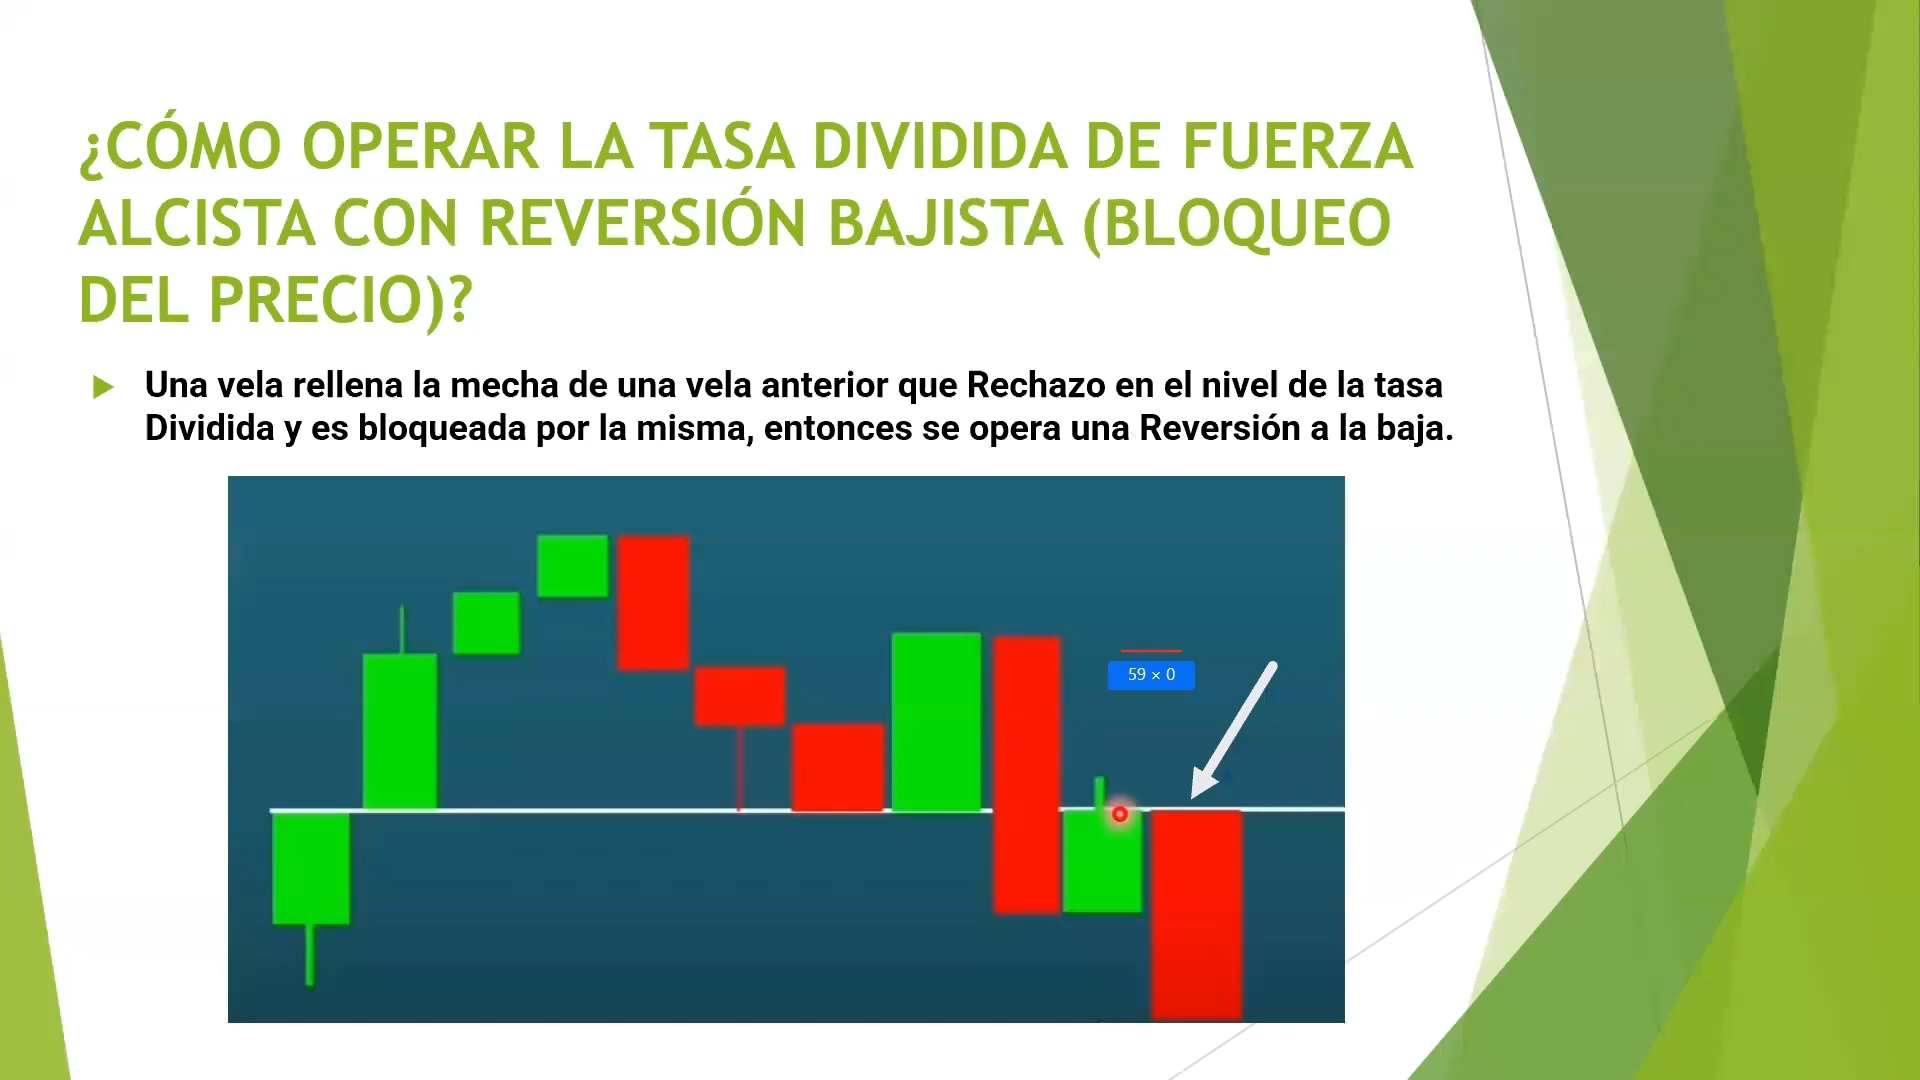 ¿CÓMO OPERAR LA TASA DIVIDIDA DE FUERZA
ALCISTA CON REVERSIÓN BAJISTA (BLOQUEO
DEL PRECIO)?
Una vela rellena la mecha de una vela anterior que Rechazo en el nivel de la tasa
Dividida y es bloqueada por la misma, entonces se opera una Reversión a la baja.
59 × 0